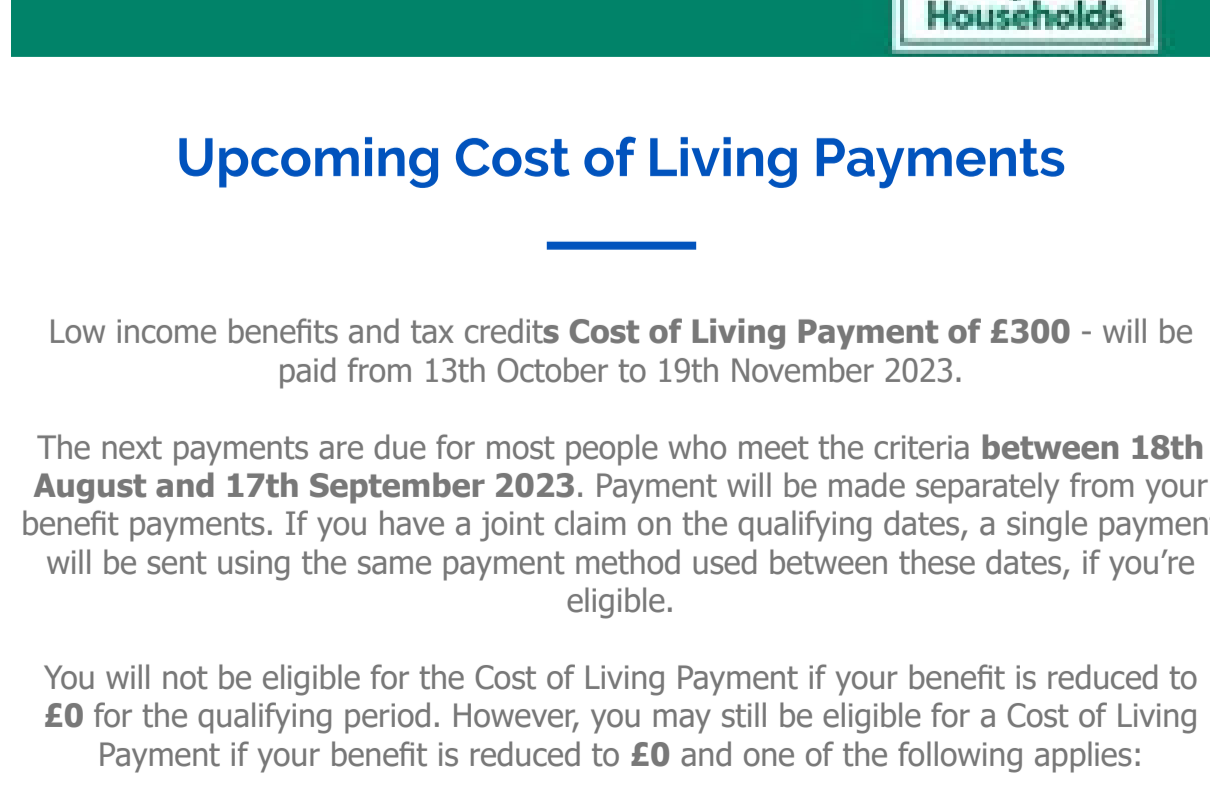 Households
Upcoming Cost of Living Payments
Low income benefits and tax credits Cost of Living Payment of £300 - will be
paid from 13th October to 19th November 2023.
The next payments are due for most people who meet the criteria between 18th
August and 17th September 2023. Payment will be made separately from your
benefit payments. If you have a joint claim on the qualifying dates, a single paymen
will be sent using the same payment method used between these dates, if you’re
eligible.
You will not be eligible for the Cost of Living Payment if your benefit is reduced to
£0 for the qualifying period. However, you may still be eligible for a Cost of Living
Payment if your benefit is reduced to £0 and one of the following applies: